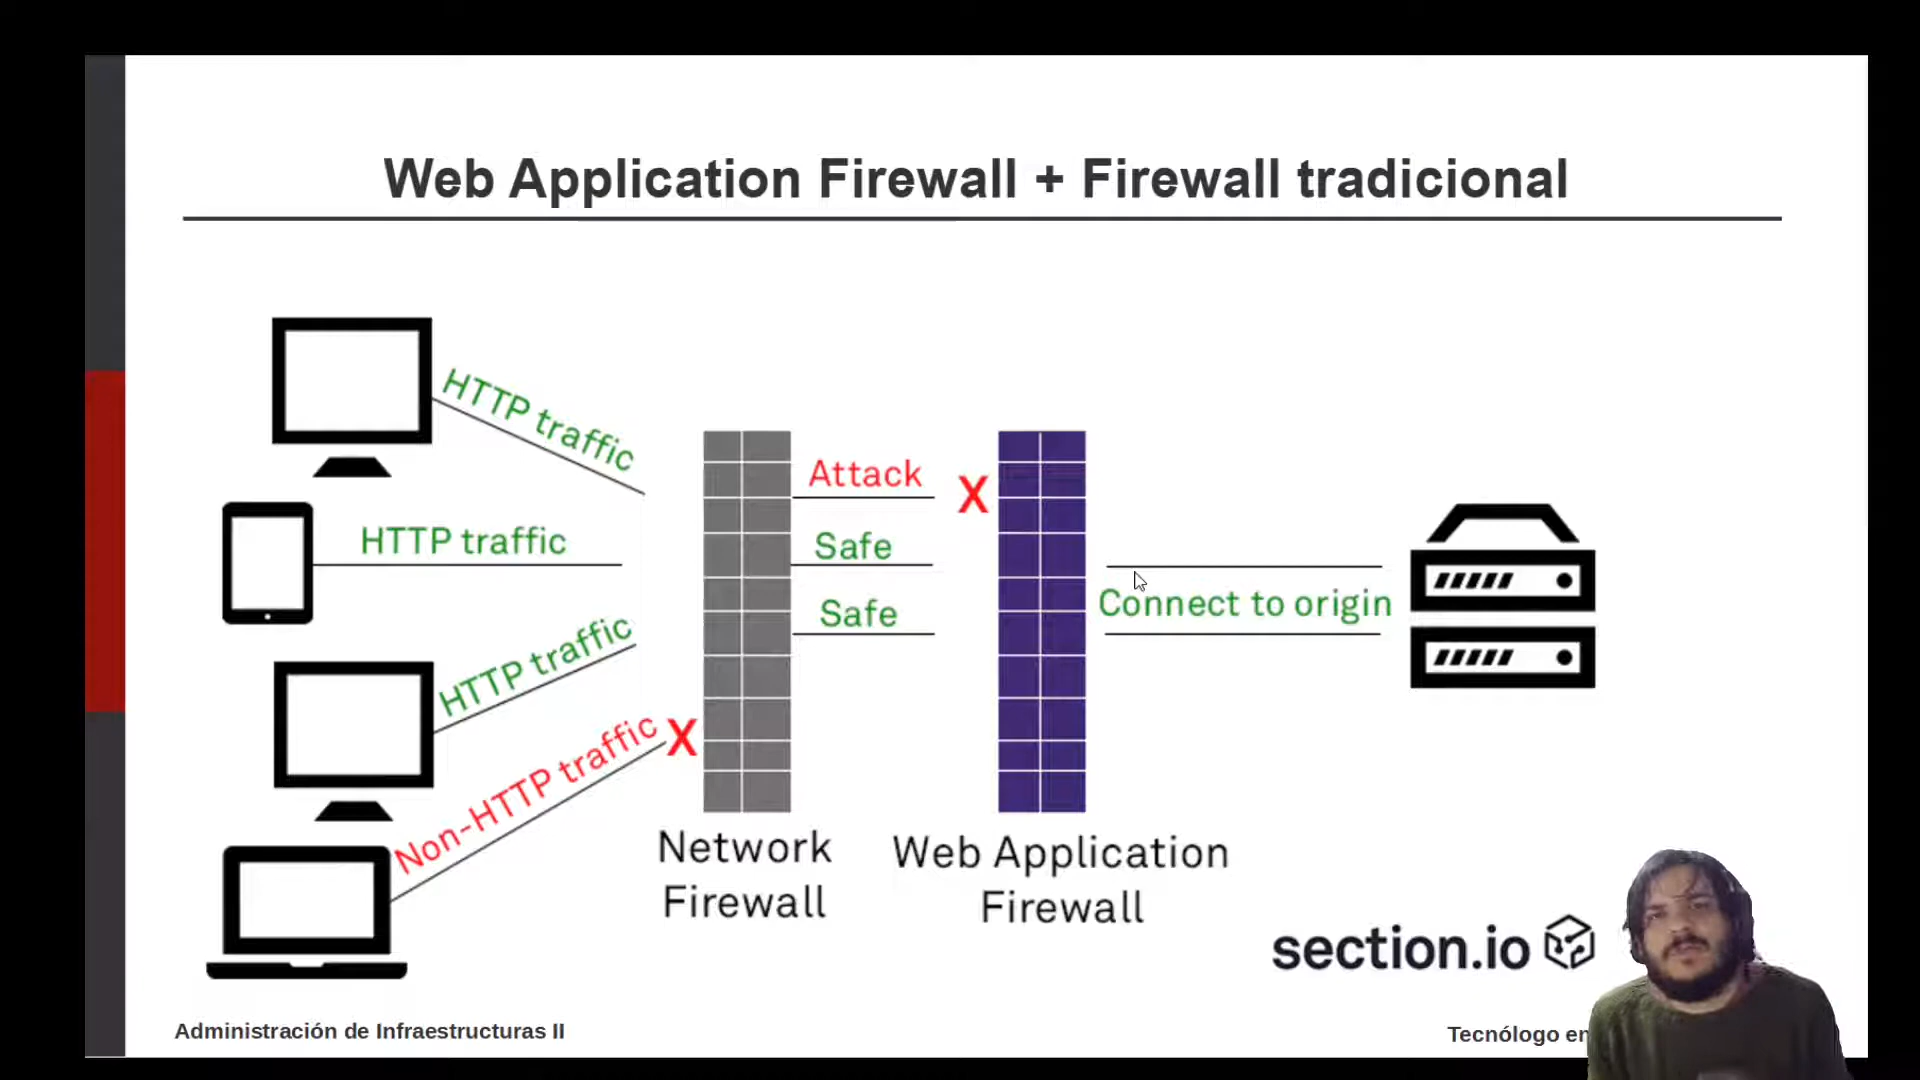 Web Application Firewall + Firewall tradicional
HTTP traffic
HTTP traffic
HTTP traffic
Non-HTTP traffic
X
Attack
X
Safe
Safe
Connect to origin
Network
Firewall
Web Application
Firewall
section.io
Administración de Infraestructuras II
Tecnólogo en